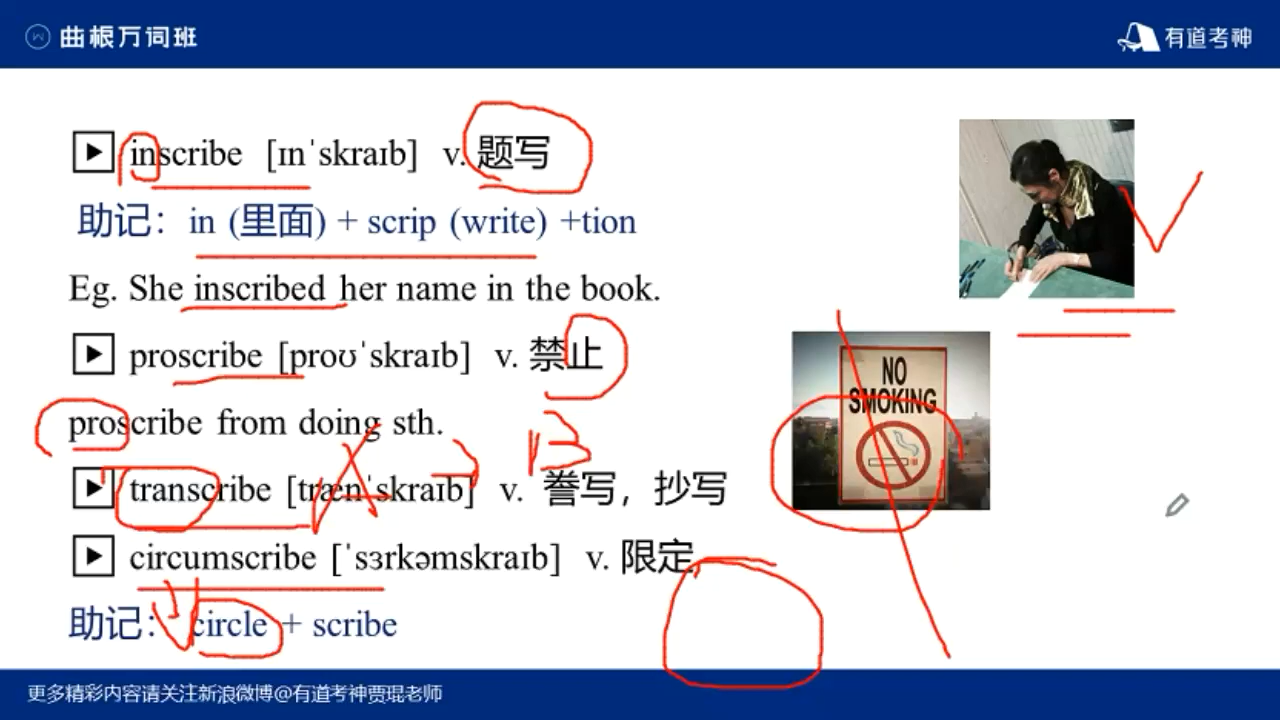 曲根万词班
有道考神
inscribe [ɪnˈskraɪb] v. 题写
助记：in (里面) + scrip (write) +tion
Eg. She inscribed her name in the book.
proscribe [proʊˈskraɪb] v. 禁止
NO
SMOKING
proscribe from doing sth.
A → B
transcribe [trænˈskraɪb] v. 誊写，抄写
circumscribe [ˈsɜrkəmskraɪb] v. 限定
助记：circle + scribe
更多精彩内容请关注新浪微博@有道考神贾琨老师